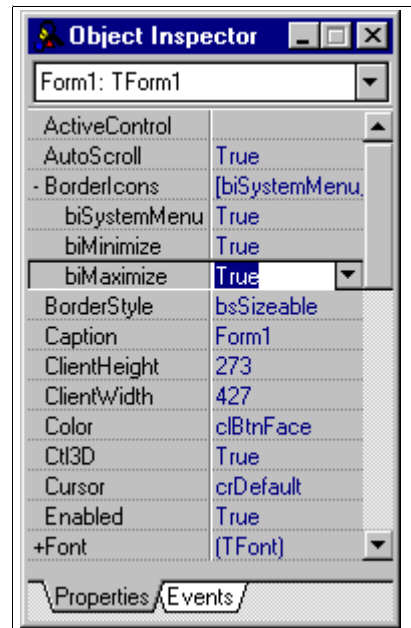 Object Inspector
Form1: TForm1
ActiveControl
AutoScroll True
- BorderIcons [biSystemMenu,
biSystemMenu True
biMinimize True
biMaximize True
BorderStyle bsSizeable
Caption Form1
ClientHeight 273
ClientWidth 427
Color clBtnFace
Ctl3D True
Cursor crDefault
Enabled True
+Font (TFont)
Properties Events